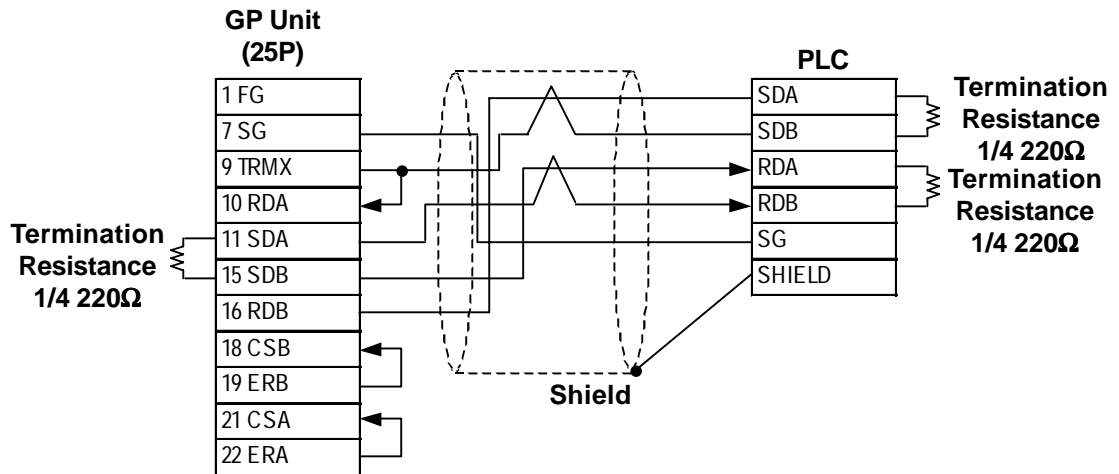 GP Unit
(25P)
1 FG
7 SG
9 TRMX
10 RDA
11 SDA
15 SDB
16 RDB
18 CSB
19 ERB
21 CSA
22 ERA
Termination
Resistance
1/4 220Ω
Shield
PLC
SDA
SDB
RDA
RDB
SG
SHIELD
Termination
Resistance
1/4 220Ω
Termination
Resistance
1/4 220Ω